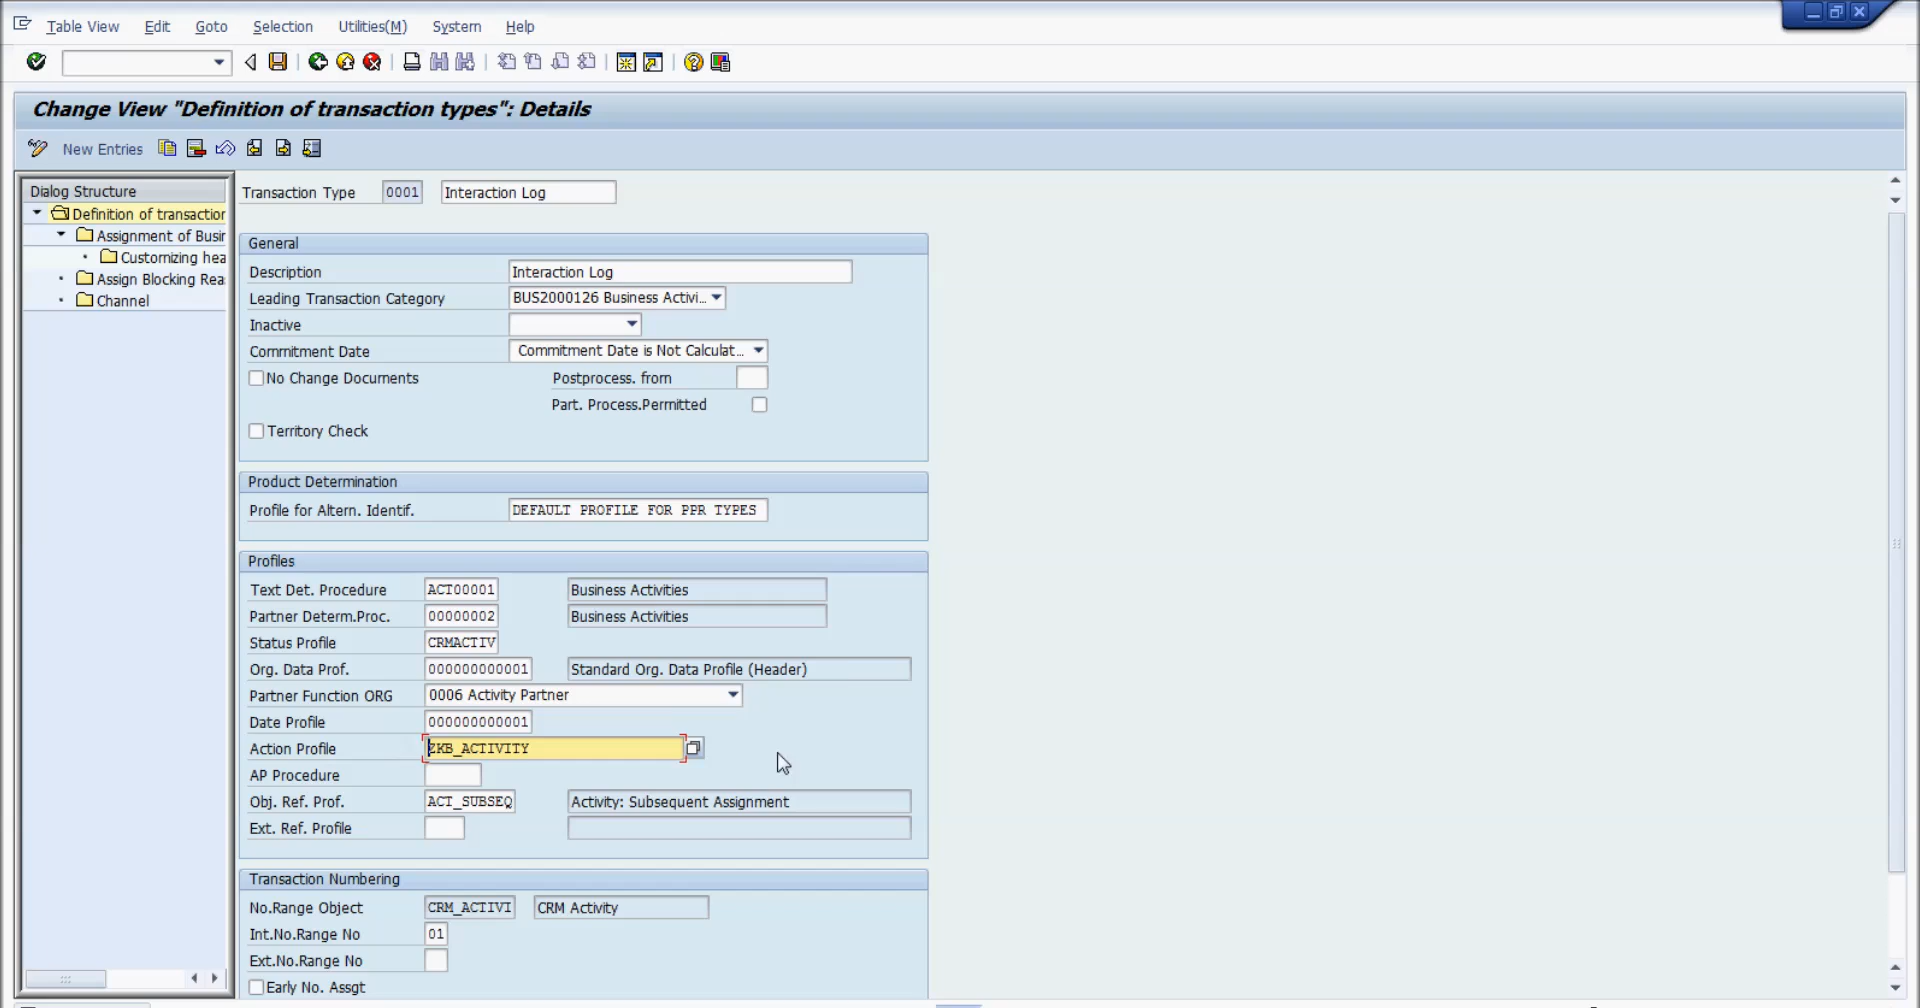 Table View Edit Goto Selection Utilities(M) System Help
Change View "Definition of transaction types": Details
New Entries
Dialog Structure
Definition of transaction
Assignment of Busir
Customizing hea
Assign Blocking Rea
Channel
Transaction Type 0001 Interaction Log
General
Description Interaction Log
Leading Transaction Category BUS2000126 Business Activi...
Inactive
Commitment Date Commitment Date is Not Calculat...
No Change Documents Postprocess. from
Part. Process.Permitted
Territory Check
Product Determination
Profile for Altern. Identif. DEFAULT PROFILE FOR PPR TYPES
Profiles
Text Det. Procedure ACT00001 Business Activities
Partner Determ.Proc. 00000002 Business Activities
Status Profile CRMACTIV
Org. Data Prof. 000000000001 Standard Org. Data Profile (Header)
Partner Function ORG 0006 Activity Partner
Date Profile 000000000001
Action Profile ZKB_ACTIVITY
AP Procedure
Obj. Ref. Prof. ACT_SUBSEQ Activity: Subsequent Assignment
Ext. Ref. Profile
Transaction Numbering
No.Range Object CRM_ACTIVI CRM Activity
Int.No.Range No 01
Ext.No.Range No
Early No. Assgt